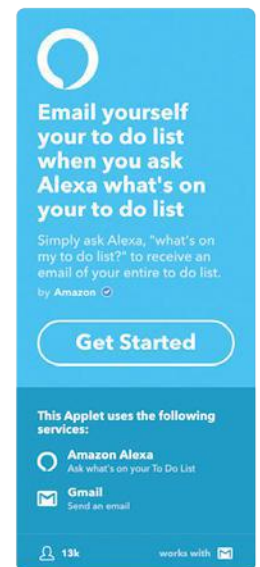 Email yourself
your to do list
when you ask
Alexa what's on
your to do list
Simply ask Alexa, "what's on
my to do list?" to receive an
email of your entire to do list.
by Amazon
Get Started
This Applet uses the following
services:
Amazon Alexa
Ask what's on your To Do List
Gmail
Send an email
13k works with